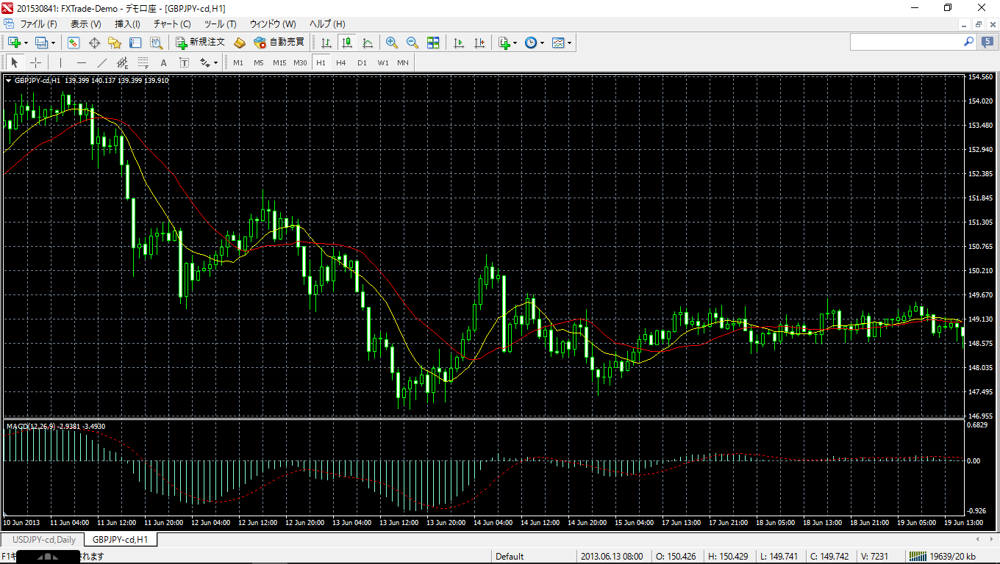 201530841: FXTrade-Demo - デモ口座 - [GBPJPY-cd,H1]
ファイル (F) 表示 (V) 挿入(I) チャート (C) ツール (T) ウィンドウ (W) ヘルプ (H)
新規注文 自動売買 5
A T M1 M5 M15 M30 H1 H4 D1 W1 MN
GBPJPY-cd,H1 139.399 140.137 139.399 139.910
154.560
154.020
153.480
152.940
152.385
151.845
151.305
150.765
150.210
149.670
149.130
148.575
148.035
147.495
146.955
MACD(12,26,9) -2.9381 -3.4930
0.6829
0.00
-0.926
10 Jun 2013 11 Jun 04:00 11 Jun 12:00 11 Jun 20:00 12 Jun 04:00 12 Jun 12:00 12 Jun 20:00 13 Jun 04:00 13 Jun 12:00 13 Jun 20:00 14 Jun 04:00 14 Jun 12:00 14 Jun 20:00 15 Jun 04:00 17 Jun 13:00 17 Jun 21:00 18 Jun 05:00 18 Jun 13:00 18 Jun 21:00 19 Jun 05:00 19 Jun 13:00
USDJPY-cd,Daily GBPJPY-cd,H1
F1キ されます Default 2013.06.13 08:00 O: 150.426 H: 150.429 L: 149.741 C: 149.742 V: 7231 19639/20 kb